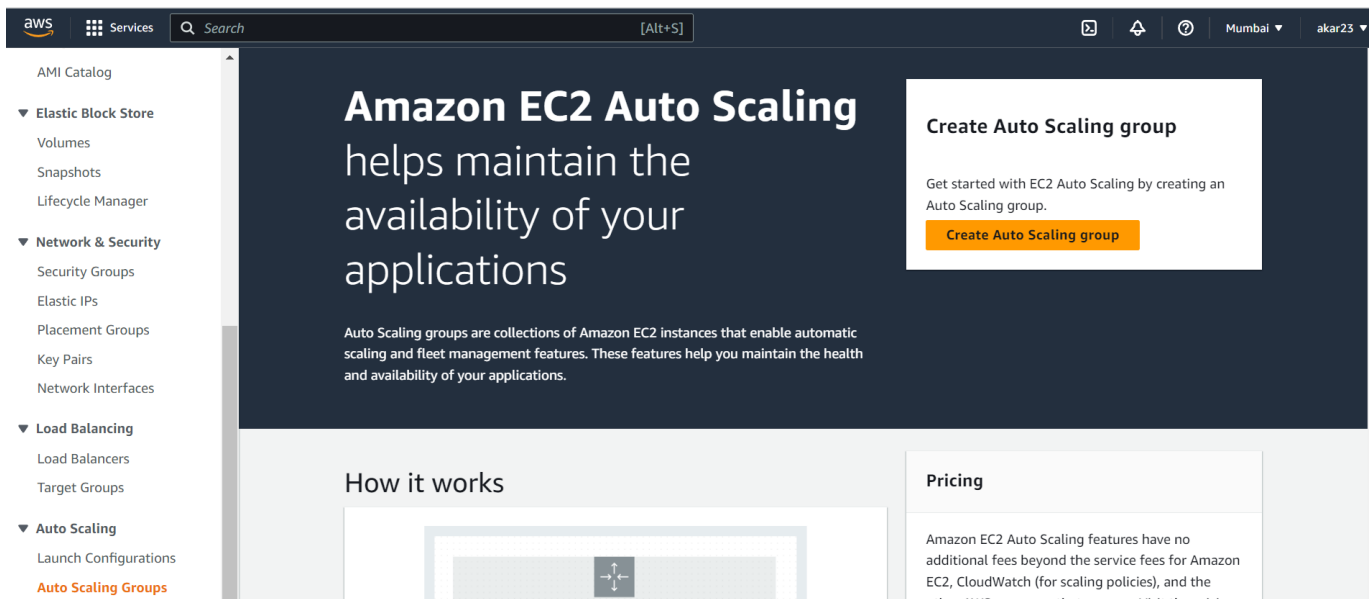 aws Services Search [Alt+S] Mumbai akar23
AMI Catalog
Elastic Block Store
Volumes
Snapshots
Lifecycle Manager
Network & Security
Security Groups
Elastic IPs
Placement Groups
Key Pairs
Network Interfaces
Load Balancing
Load Balancers
Target Groups
Auto Scaling
Launch Configurations
Auto Scaling Groups
Amazon EC2 Auto Scaling
helps maintain the
availability of your
applications
Auto Scaling groups are collections of Amazon EC2 instances that enable automatic
scaling and fleet management features. These features help you maintain the health
and availability of your applications.
Create Auto Scaling group
Get started with EC2 Auto Scaling by creating an
Auto Scaling group.
Create Auto Scaling group
How it works
Pricing
Amazon EC2 Auto Scaling features have no
additional fees beyond the service fees for Amazon
EC2, CloudWatch (for scaling policies), and the